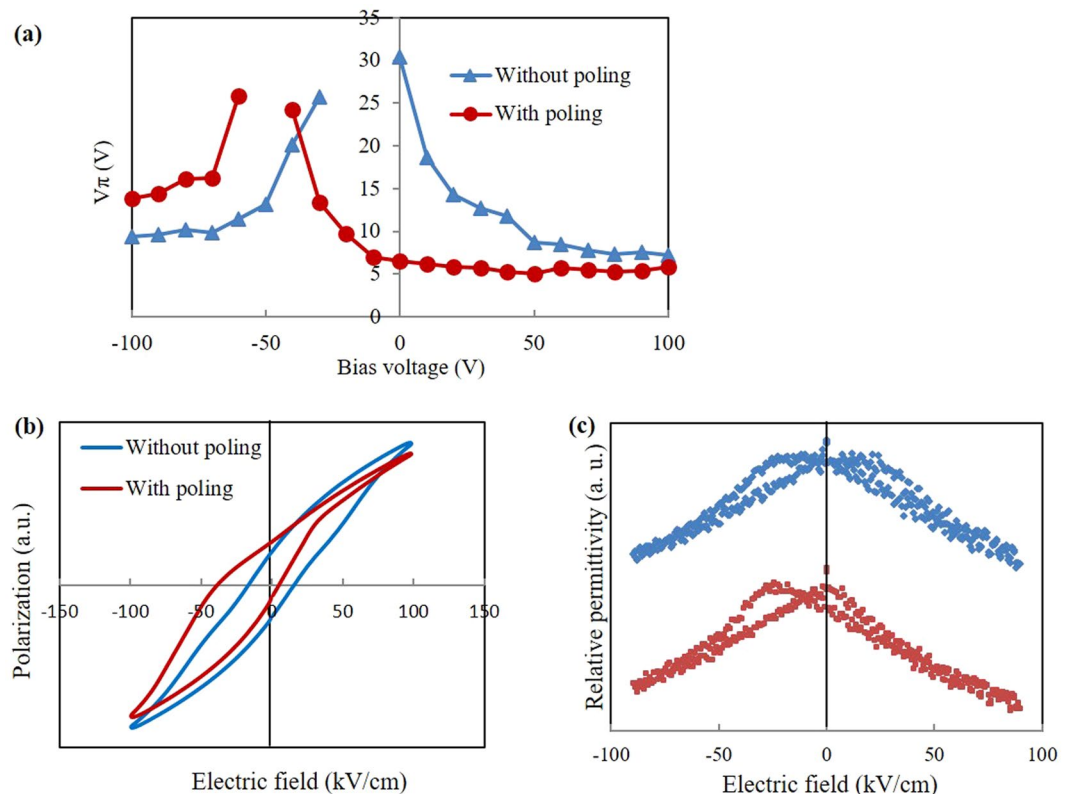 (a)
35
30
25
20
15
10
5
0
Vπ (V)
Without poling
With poling
-100 -50 0 50 100
Bias voltage (V)
(b)
Without poling
With poling
Polarization (a.u.)
-150 -100 -50 0 50 100 150
Electric field (kV/cm)
(c)
Relative permittivity (a. u.)
-100 -50 0 50 100
Electric field (kV/cm)